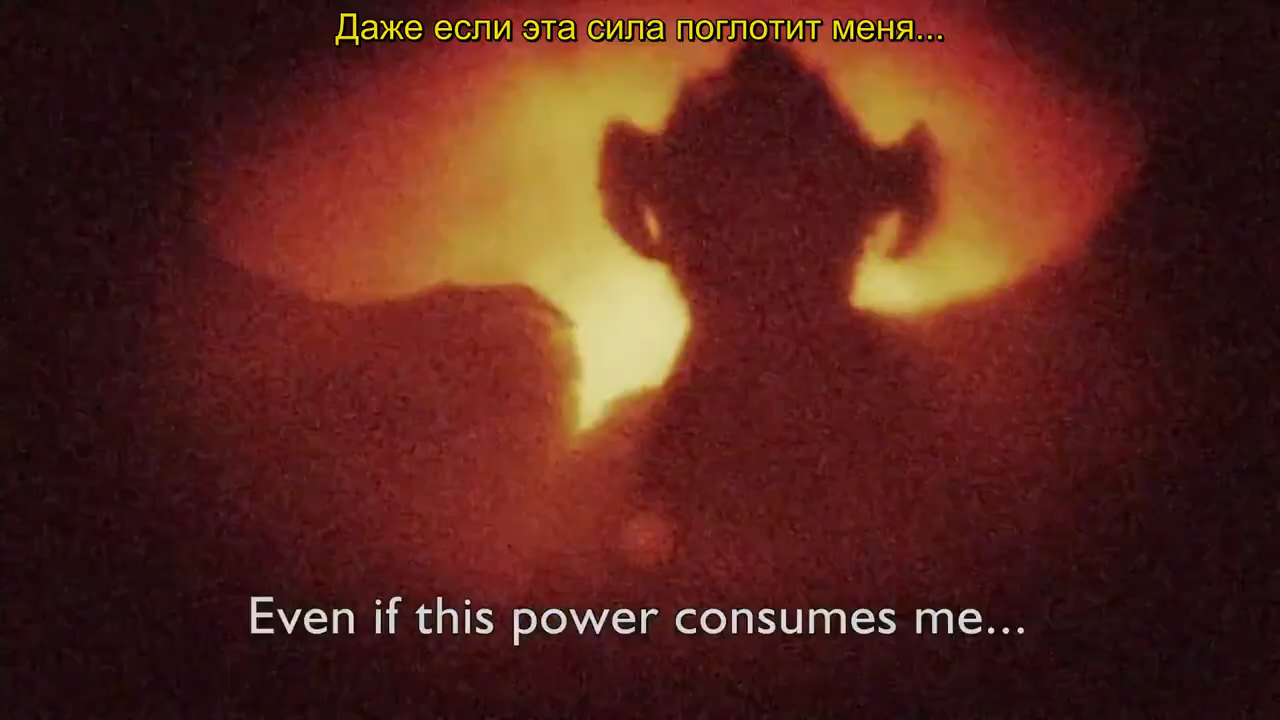 Даже если эта сила поглотит меня...
Even if this power consumes me...